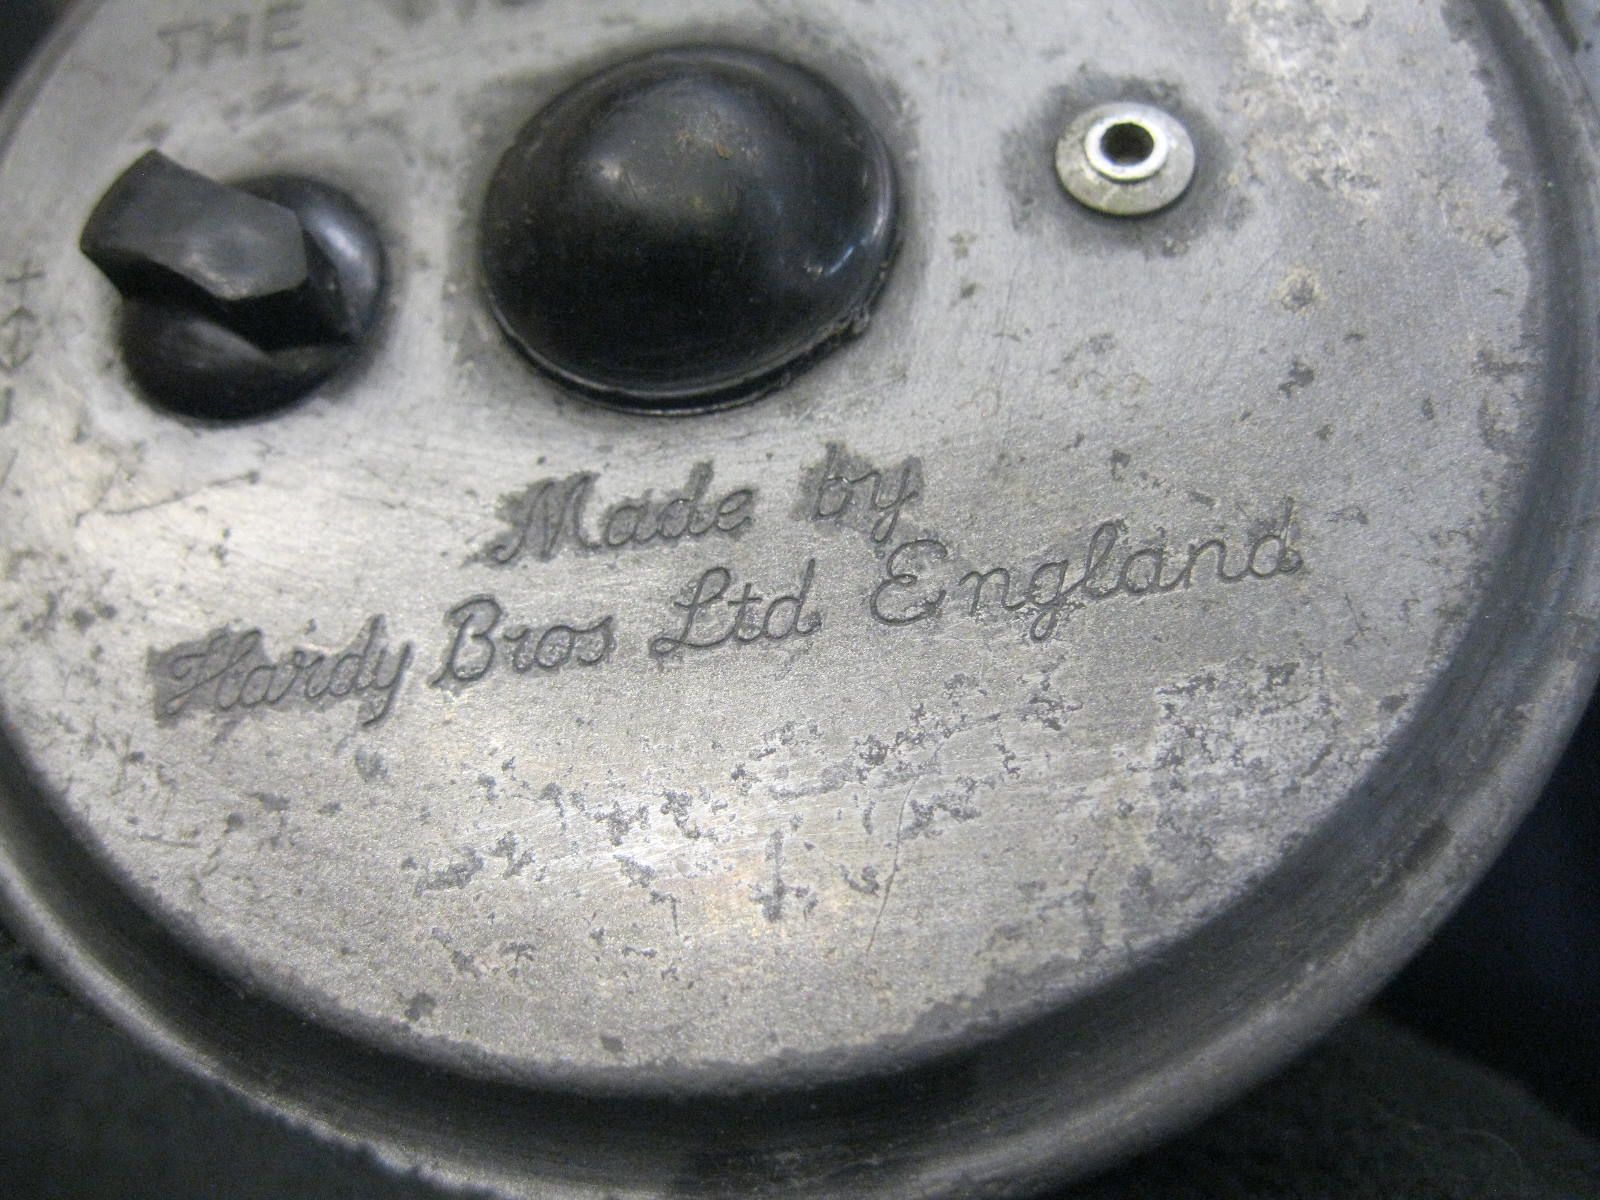 THE
Made by
Hardy Bros Ltd England